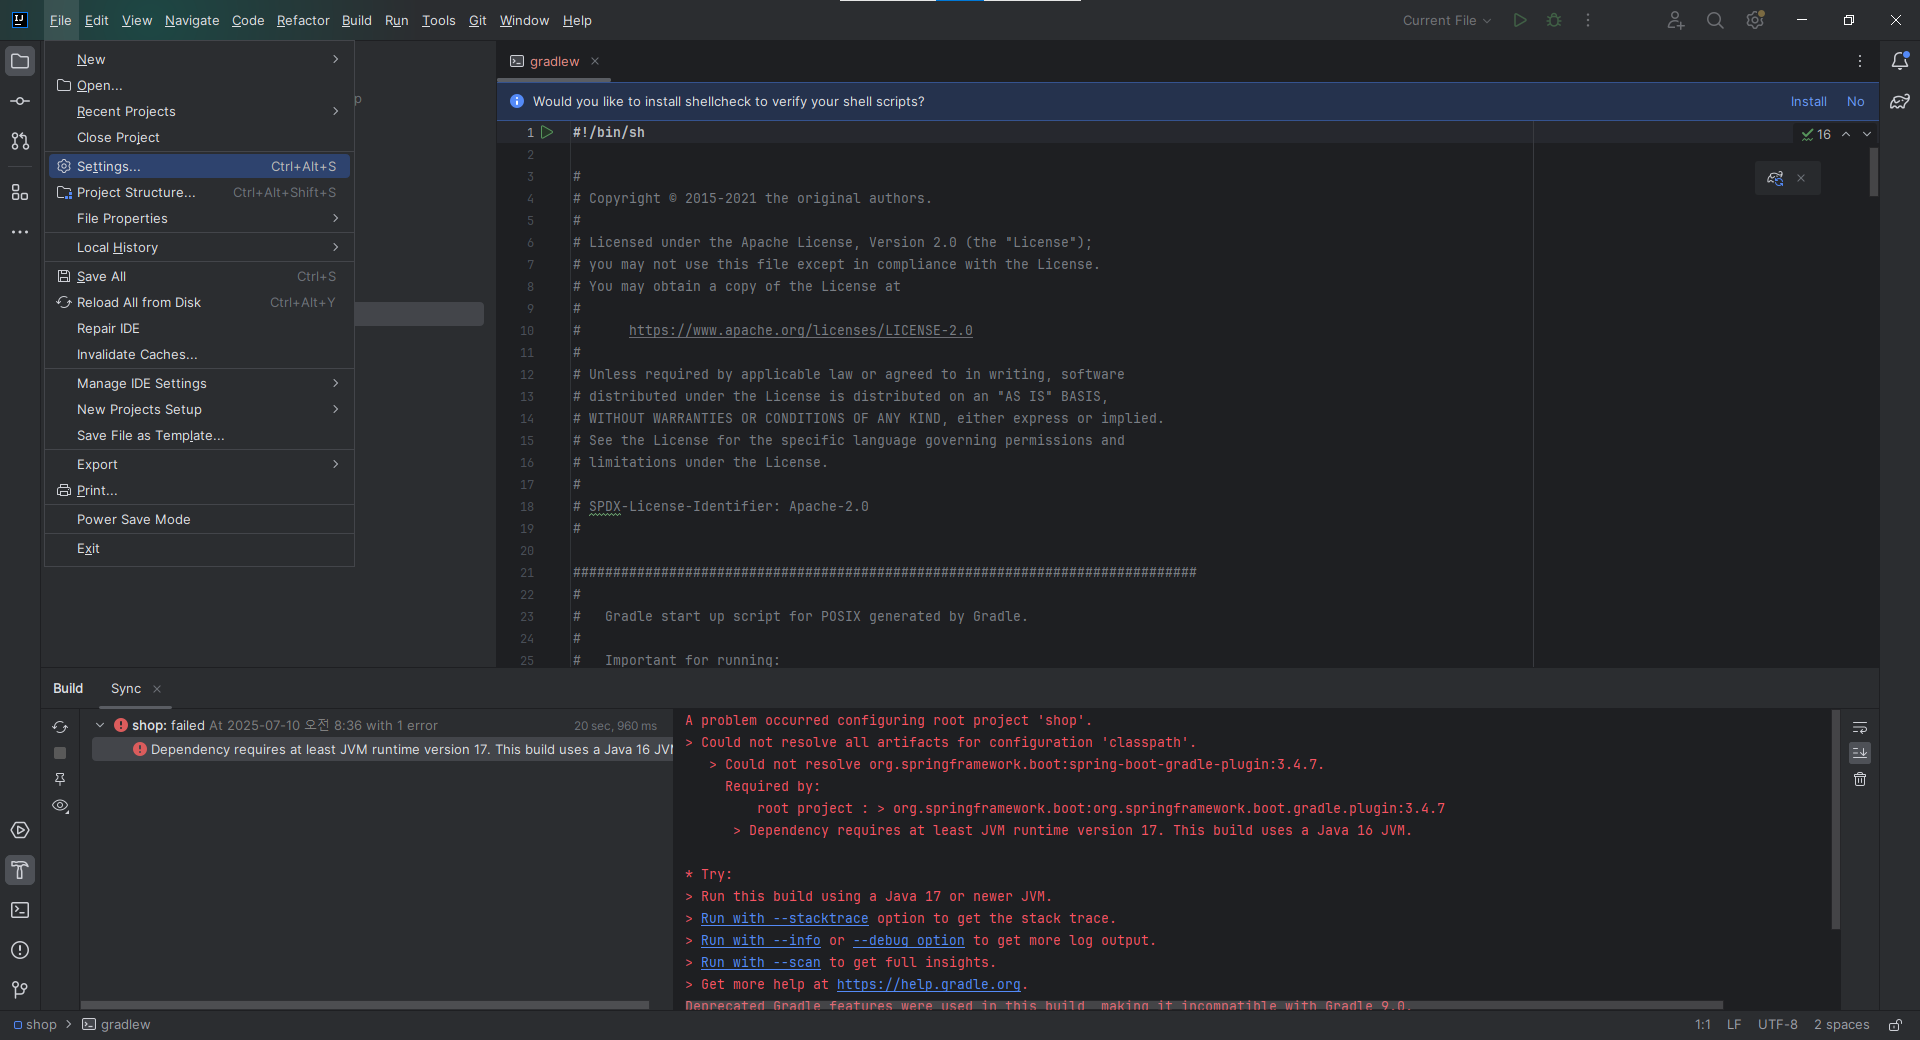 File Edit View Navigate Code Refactor Build Run Tools Git Window Help
Current File
New
Open...
Recent Projects
Close Project
Settings... Ctrl+Alt+S
Project Structure... Ctrl+Alt+Shift+S
File Properties
Local History
Save All Ctrl+S
Reload All from Disk Ctrl+Alt+Y
Repair IDE
Invalidate Caches...
Manage IDE Settings
New Projects Setup
Save File as Template...
Export
Print...
Power Save Mode
Exit
p
gradlew
Would you like to install shellcheck to verify your shell scripts? Install No
16
1 #!/bin/sh
2
3 #
4 # Copyright © 2015-2021 the original authors.
5 #
6 # Licensed under the Apache License, Version 2.0 (the "License");
7 # you may not use this file except in compliance with the License.
8 # You may obtain a copy of the License at
9 #
10 #      https://www.apache.org/licenses/LICENSE-2.0
11 #
12 # Unless required by applicable law or agreed to in writing, software
13 # distributed under the License is distributed on an "AS IS" BASIS,
14 # WITHOUT WARRANTIES OR CONDITIONS OF ANY KIND, either express or implied.
15 # See the License for the specific language governing permissions and
16 # limitations under the License.
17 #
18 # SPDX-License-Identifier: Apache-2.0
19 #
20
21 ##############################################################################
22 #
23 #   Gradle start up script for POSIX generated by Gradle.
24 #
25 #   Important for running:
Build Sync
shop: failed At 2025-07-10 오전 8:36 with 1 error 20 sec, 960 ms
Dependency requires at least JVM runtime version 17. This build uses a Java 16 JVM
A problem occurred configuring root project 'shop'.
> Could not resolve all artifacts for configuration 'classpath'.
> Could not resolve org.springframework.boot:spring-boot-gradle-plugin:3.4.7.
Required by:
root project : > org.springframework.boot:org.springframework.boot.gradle.plugin:3.4.7
> Dependency requires at least JVM runtime version 17. This build uses a Java 16 JVM.
* Try:
> Run this build using a Java 17 or newer JVM.
> Run with --stacktrace option to get the stack trace.
> Run with --info or --debug option to get more log output.
> Run with --scan to get full insights.
> Get more help at https://help.gradle.org.
Deprecated Gradle features were used in this build, making it incompatible with Gradle 9.0.
shop > gradlew
1:1 LF UTF-8 2 spaces